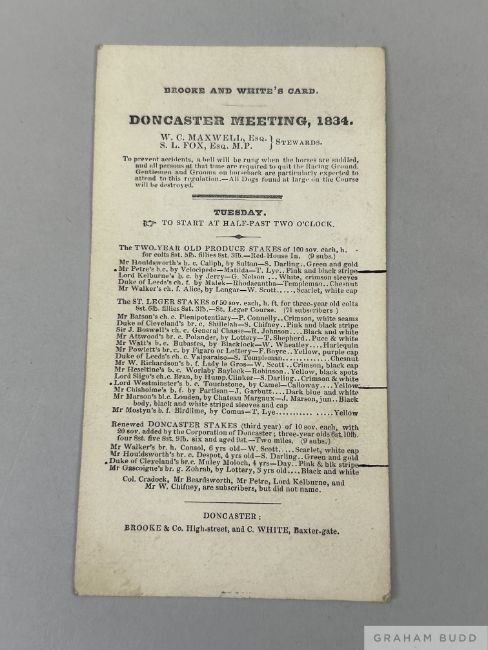 BROOKE AND WHITE'S CARD.
DONCASTER MEETING, 1834.
W. C. MAXWELL, Esq. } STEWARDS.
S. L. FOX, Esq. M.P.
To prevent accidents, a bell will be rung when the horses are saddled,
and all persons at that time are required to quit the Racing Ground.
Gentlemen and Grooms on horseback are particularly expected to
attend to this regulation.—All Dogs found at large on the Course
will be destroyed.
TUESDAY.
☞ TO START AT HALF-PAST TWO O'CLOCK.
The TWO-YEAR OLD PRODUCE STAKES of 100 sov. each, h.
for colts 8st. 5lb. fillies 8st. 3lb.—Red-House In. (9 subs.)
Mr Houldsworth's b. c. Caliph, by Sultan—S. Darling..Green and gold
Mr Petre's b.c. by Velocipede—Matilda—T. Lye..Pink and black stripe
Lord Kelburne's b. c. by Jerry—G. Nelson ... White, crimson sleeves
Duke of Leeds's ch. f. by Malek—Rhodacantha—Templeman..Chesnut
Mr Walker's ch. f. Alice, by Langar—W. Scott.....Scarlet, white cap
The ST. LEGER STAKES of 50 sov. each, h. ft. for three-year old colts
8st. 6lb. fillies 8st. 3lb.— St. Leger Course. (71 subscribers)
Mr Batson's ch c. Plenipotentiary—P. Connelly..Crimson, white seams
Duke of Cleveland's br c. Shillelah—S. Chifney..Pink and black stripe
Sir J. Boswell's ch c. General Chasse—R. Johnson....Black and white
Mr Attwood's br c. Polander, by Lottery—T. Shepherd..Puce & white
Mr Watt's b.c. Bubastes, by Blacklock—W. Wheatley....Harlequin
Mr Powlett's br c. by Figaro or Lottery—F. Boyce..Yellow, purple cap
Duke of Leeds's ch c. Valparaiso—S. Templeman...........Chesnut
Mr W. Richardson's b. f. Lady le Gros—W. Scott..Crimson, black cap
Mr Heseltine's b. c. Worlaby Baylock—Robinson..Yellow, black spots
Lord Sligo's ch c. Bran, by Humphrey Clinker—S. Darling..Crimson & white
Lord Westminster's b. c. Touchstone, by Camel—Calloway....Yellow
Mr Chisholme's b. f. by Partisan—J. Garbutt....Dark blue and white
Mr Marson's bl c. Louden, by Chateau Margaux—J. Marson, jun..Black
body, black and white striped sleeves and cap
Mr Mostyn's b. f. Birdlime, by Comus—T. Lye.............Yellow
Renewed DONCASTER STAKES (third year) of 10 sov. each, with
20 sov. added by the Corporation of Doncaster; three-year olds 6st. 10lb.
four 8st. five 8st. 9lb. six and aged 8st.—Two miles. (9 subs.)
Mr Walker's br h. Consol, 6 yrs old—W. Scott.....Scarlet, white cap
Mr Houldsworth's br c. Despot, 4 yrs old—S. Darling..Green and gold
Duke of Cleveland's br.c. Muley Moloch, 4 yrs—Day..Pink & blk stripe
Mr Gascoigne's br. g. Zohrab, by Lottery, 3 yrs old....Black and white
Col. Cradock, Mr Beardsworth, Mr Petre, Lord Kelburne, and
Mr W. Chifney, are subscribers, but did not name.
DONCASTER:
BROOKE & Co. High-street, and C. WHITE, Baxter-gate.
GRAHAM BUDD